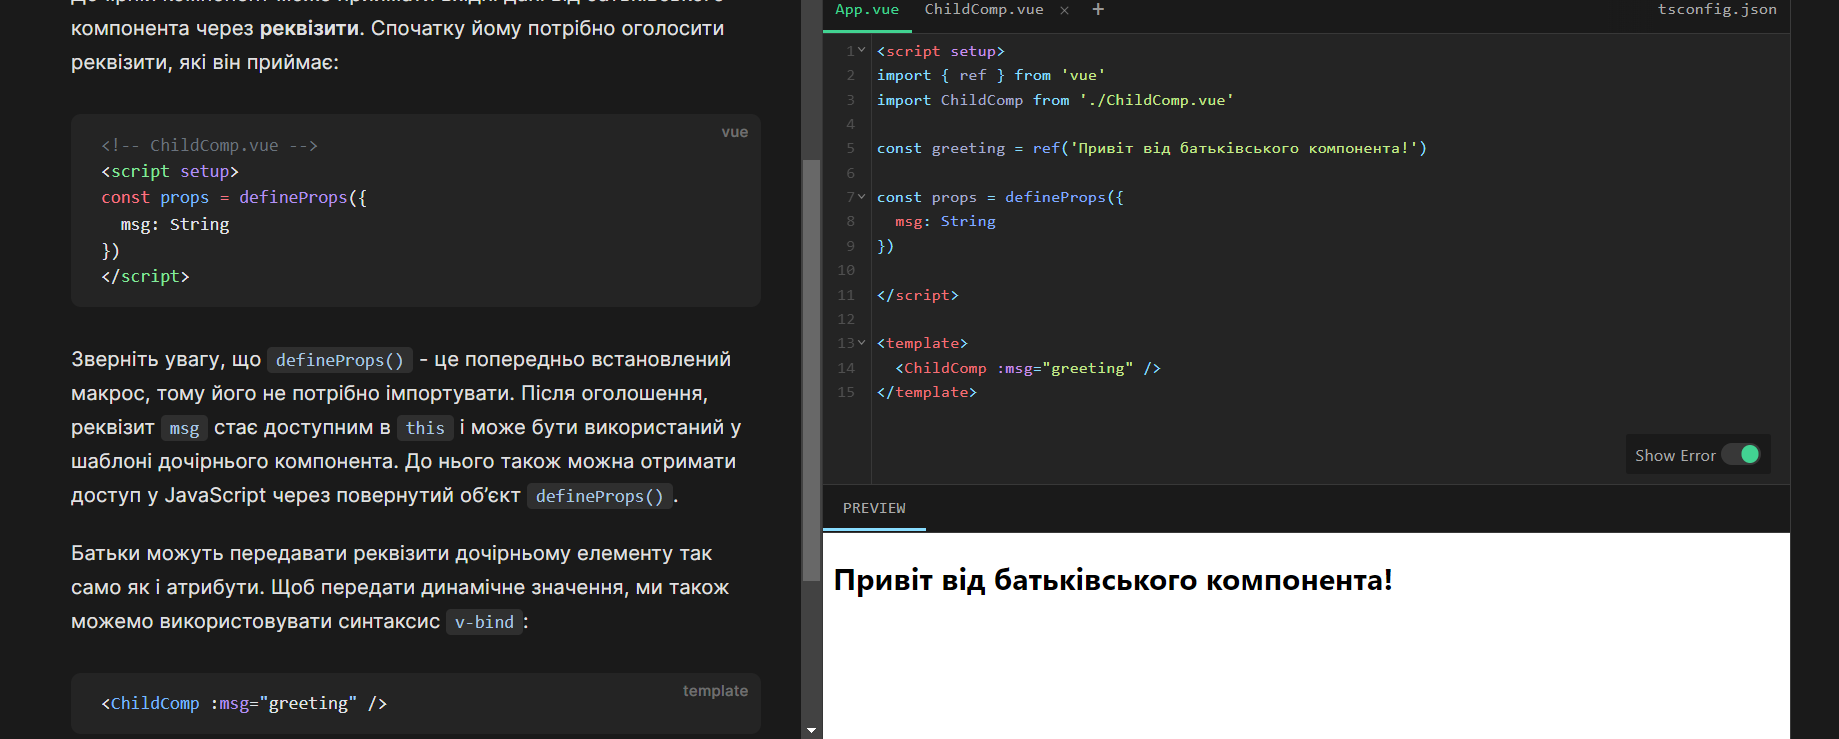 компонента через реквізити. Спочатку йому потрібно оголосити
реквізити, які він приймає:
vue
<!-- ChildComp.vue -->
<script setup>
const props = defineProps({
  msg: String
})
</script>
Зверніть увагу, що defineProps() - це попередньо встановлений
макрос, тому його не потрібно імпортувати. Після оголошення,
реквізит msg стає доступним в this і може бути використаний у
шаблоні дочірнього компонента. До нього також можна отримати
доступ у JavaScript через повернутий об’єкт defineProps().
Батьки можуть передавати реквізити дочірньому елементу так
само як і атрибути. Щоб передати динамічне значення, ми також
можемо використовувати синтаксис v-bind:
template
<ChildComp :msg="greeting" />
App.vue ChildComp.vue × + tsconfig.json
1 <script setup>
2 import { ref } from 'vue'
3 import ChildComp from './ChildComp.vue'
4
5 const greeting = ref('Привіт від батьківського компонента!')
6
7 const props = defineProps({
8   msg: String
9 })
10
11 </script>
12
13 <template>
14   <ChildComp :msg="greeting" />
15 </template>
Show Error
PREVIEW
Привіт від батьківського компонента!